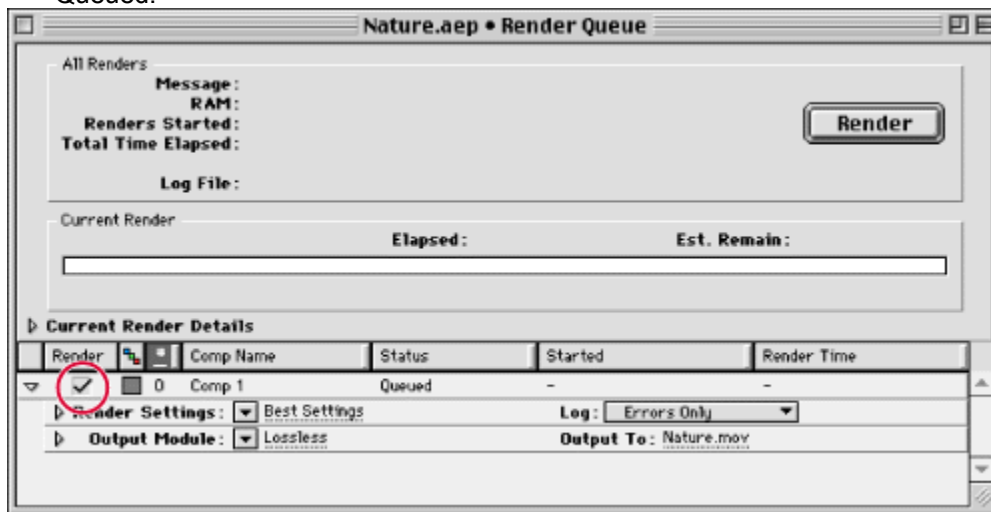 Queued.
Nature.aep • Render Queue
All Renders
Message:
RAM:
Renders Started:
Total Time Elapsed:
Log File:
Render
Current Render
Elapsed: Est. Remain:
Current Render Details
Render Comp Name Status Started Render Time
0 Comp 1 Queued - -
Render Settings: Best Settings Log: Errors Only
Output Module: Lossless Output To: Nature.mov